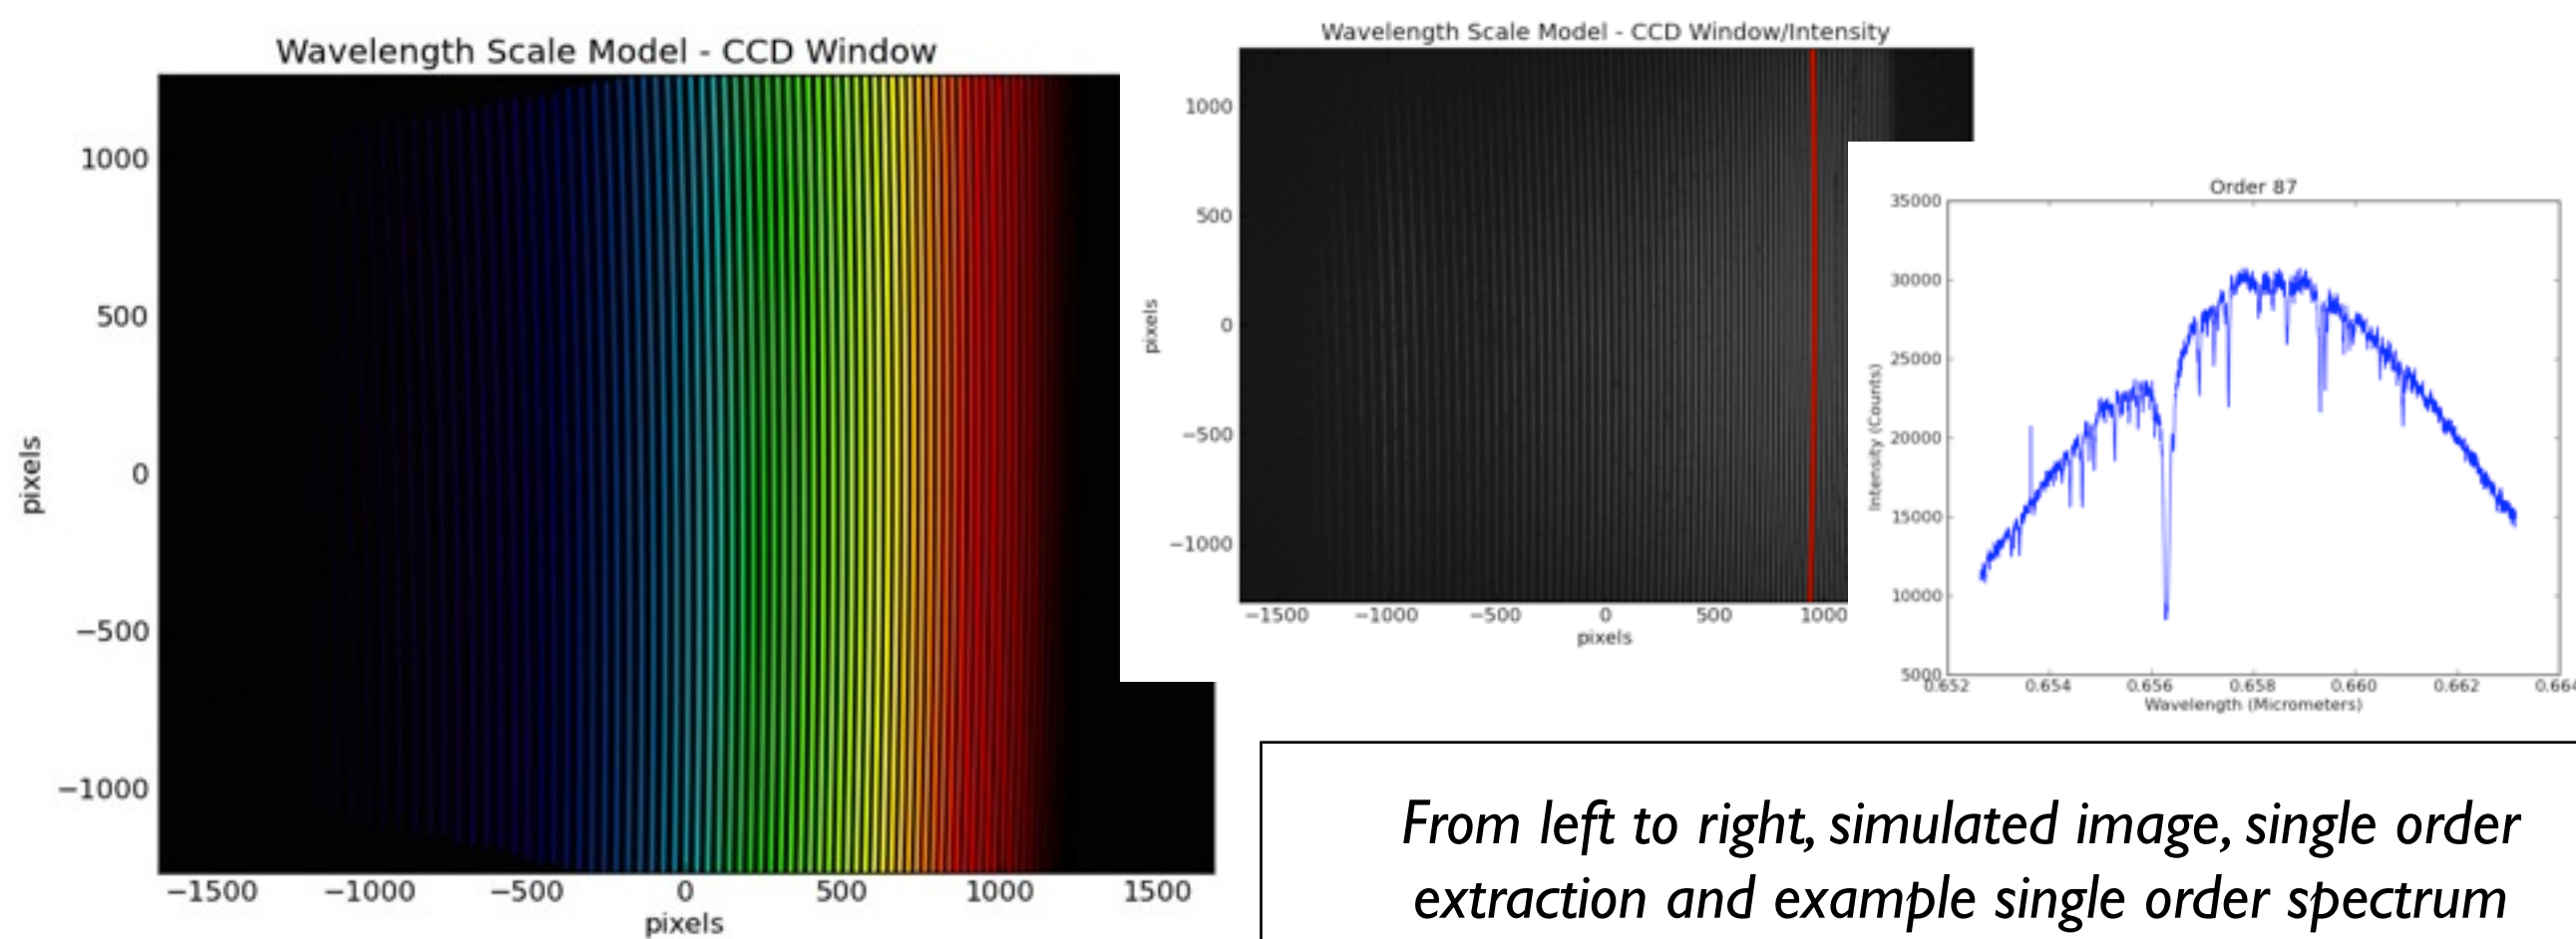 Wavelength Scale Model - CCD Window
1000
500
0
−500
−1000
pixels
−1500 −1000 −500 0 500 1000 1500
pixels
Wavelength Scale Model - CCD Window/Intensity
1000
500
0
−500
−1000
pixels
−1500 −1000 −500 0 500 1000
pixels
Order 87
35000
30000
25000
20000
15000
10000
5000
Intensity (Counts)
0.652 0.654 0.656 0.658 0.660 0.662 0.664
Wavelength (Micrometers)
From left to right, simulated image, single order
extraction and example single order spectrum